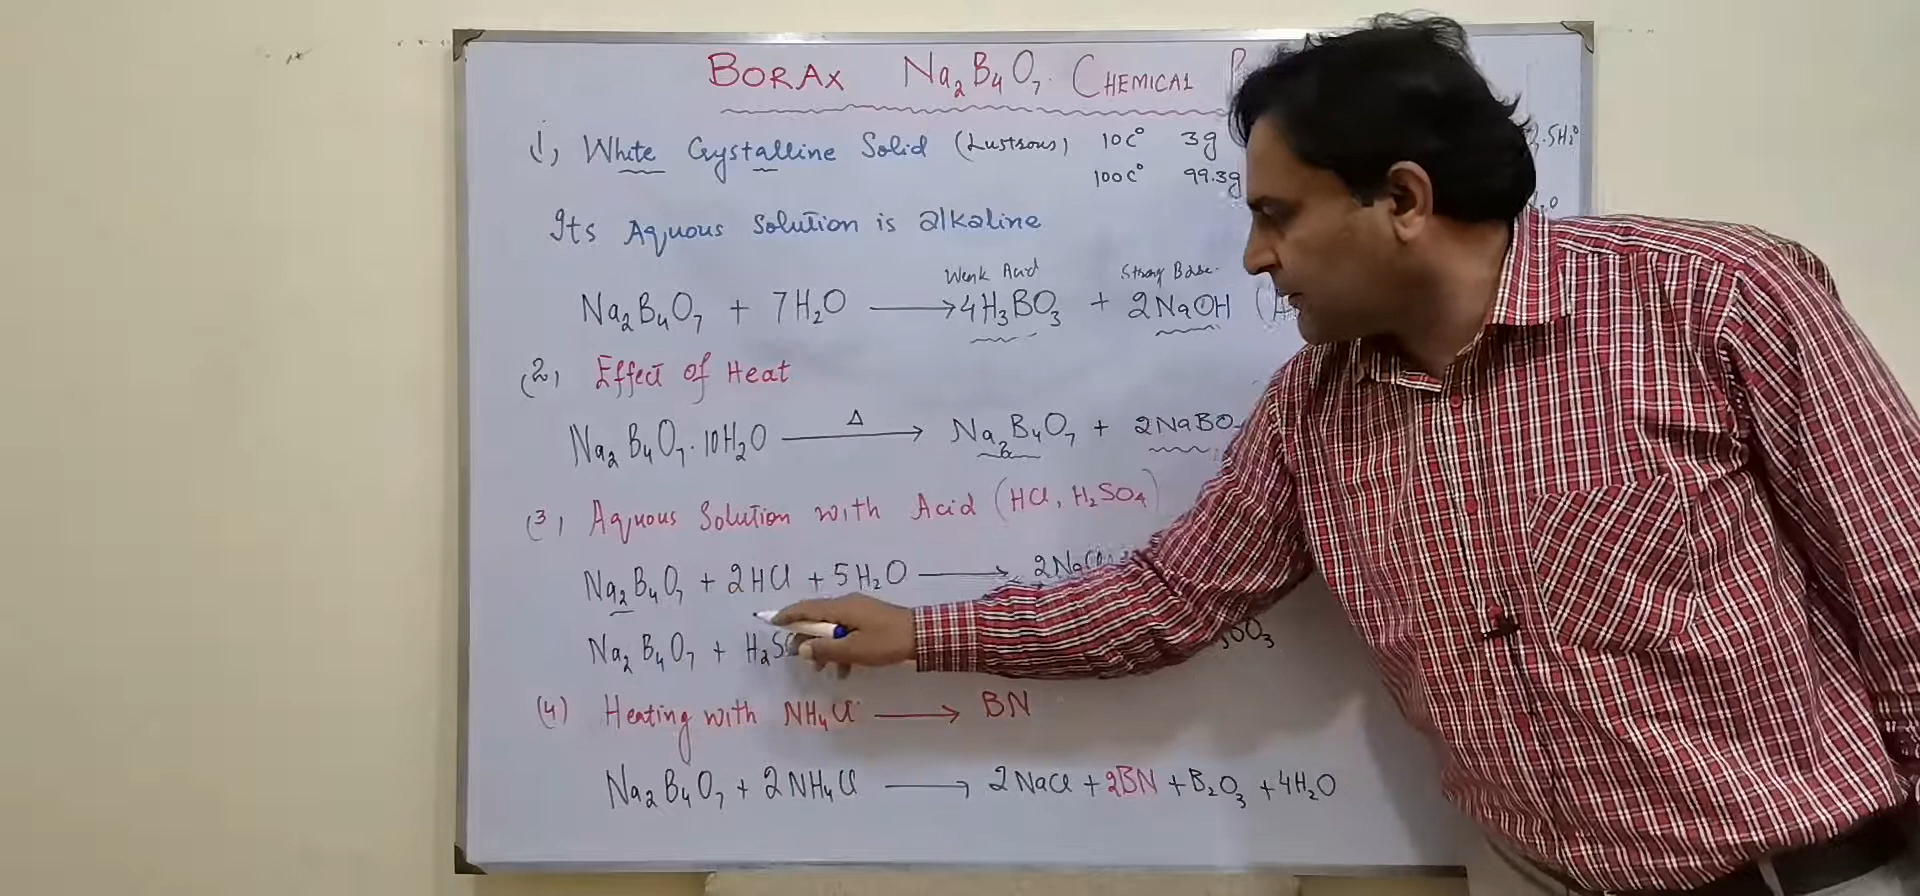 BORAX Na₂B₄O₇. CHEMICAL
1) White Crystalline Solid (Lustrous) 10C° 3g
100C° 99.3g
.5H₂O
Its Aquous Solution is alkaline
Weak Acid Strong Base.
Na₂B₄O₇ + 7H₂O ⟶ 4H₃BO₃ + 2NaOH (
(2) Effect of Heat
Na₂B₄O₇.10H₂O —Δ→ Na₂B₄O₇ + 2NaBO
(3) Aquous Solution with Acid (HCl, H₂SO₄)
Na₂B₄O₇ + 2HCl + 5H₂O ⟶ 2NaCl
Na₂B₄O₇ + H₂S
(4) Heating with NH₄Cl ⟶ BN
Na₂B₄O₇ + 2NH₄Cl ⟶ 2NaCl + 2BN + B₂O₃ + 4H₂O